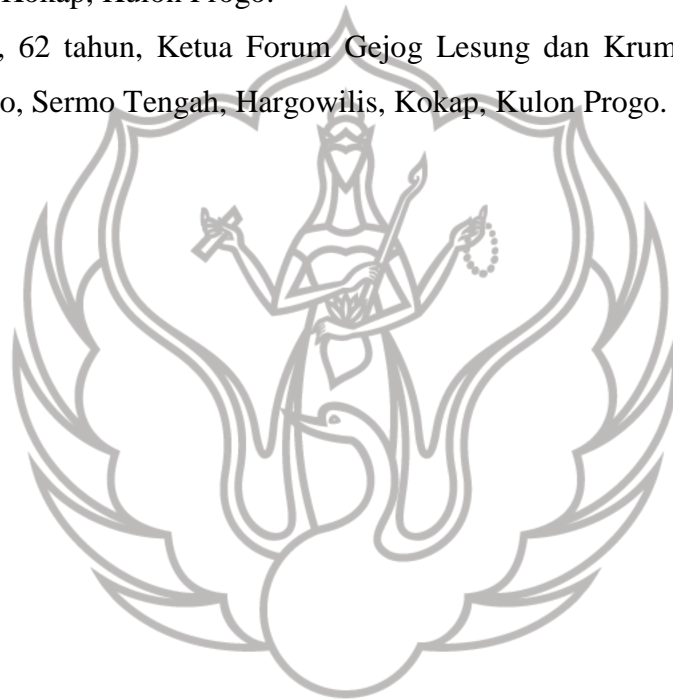 Kokap, Kulon Progo.
, 62 tahun, Ketua Forum Gejog Lesung dan Krum
o, Sermo Tengah, Hargowilis, Kokap, Kulon Progo.